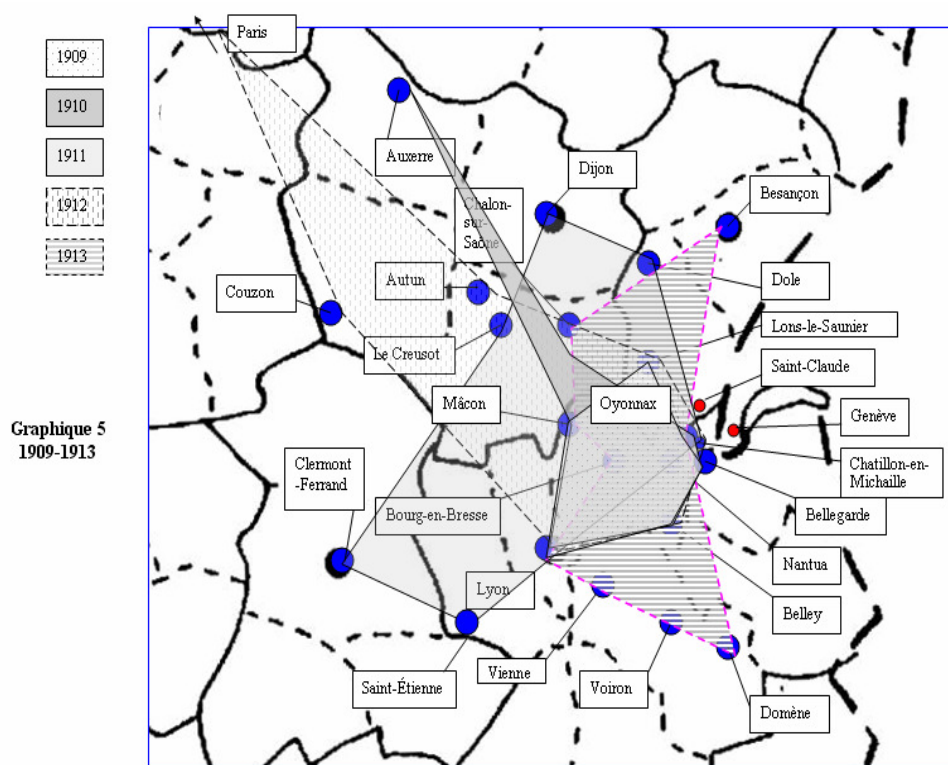 Paris
1909
1910
1911
1912
1913
Auxerre
Dijon
Besançon
Chalon-
sur-
Saône
Autun
Dole
Couzon
Lons-le-Saunier
Le Creusot
Saint-Claude
Mâcon
Oyonnax
Genève
Graphique 5
1909-1913
Clermont
-Ferrand
Chatillon-en-
Michaille
Bourg-en-Bresse
Bellegarde
Nantua
Lyon
Belley
Vienne
Saint-Étienne
Voiron
Domène